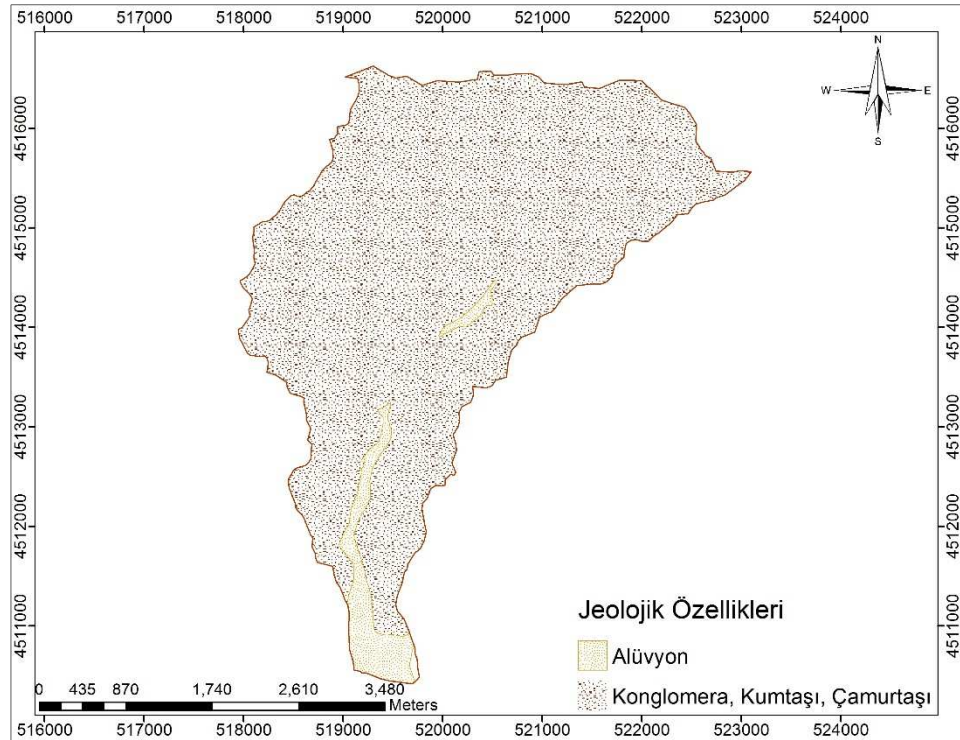 516000 517000 518000 519000 520000 521000 522000 523000 524000
N
W E
S
4516000 4516000
4515000 4515000
4514000 4514000
4513000 4513000
4512000 4512000
4511000 4511000
Jeolojik Özellikleri
Alüvyon
Konglomera, Kumtaşı, Çamurtaşı
0 435 870 1,740 2,610 3,480
Meters
516000 517000 518000 519000 520000 521000 522000 523000 524000